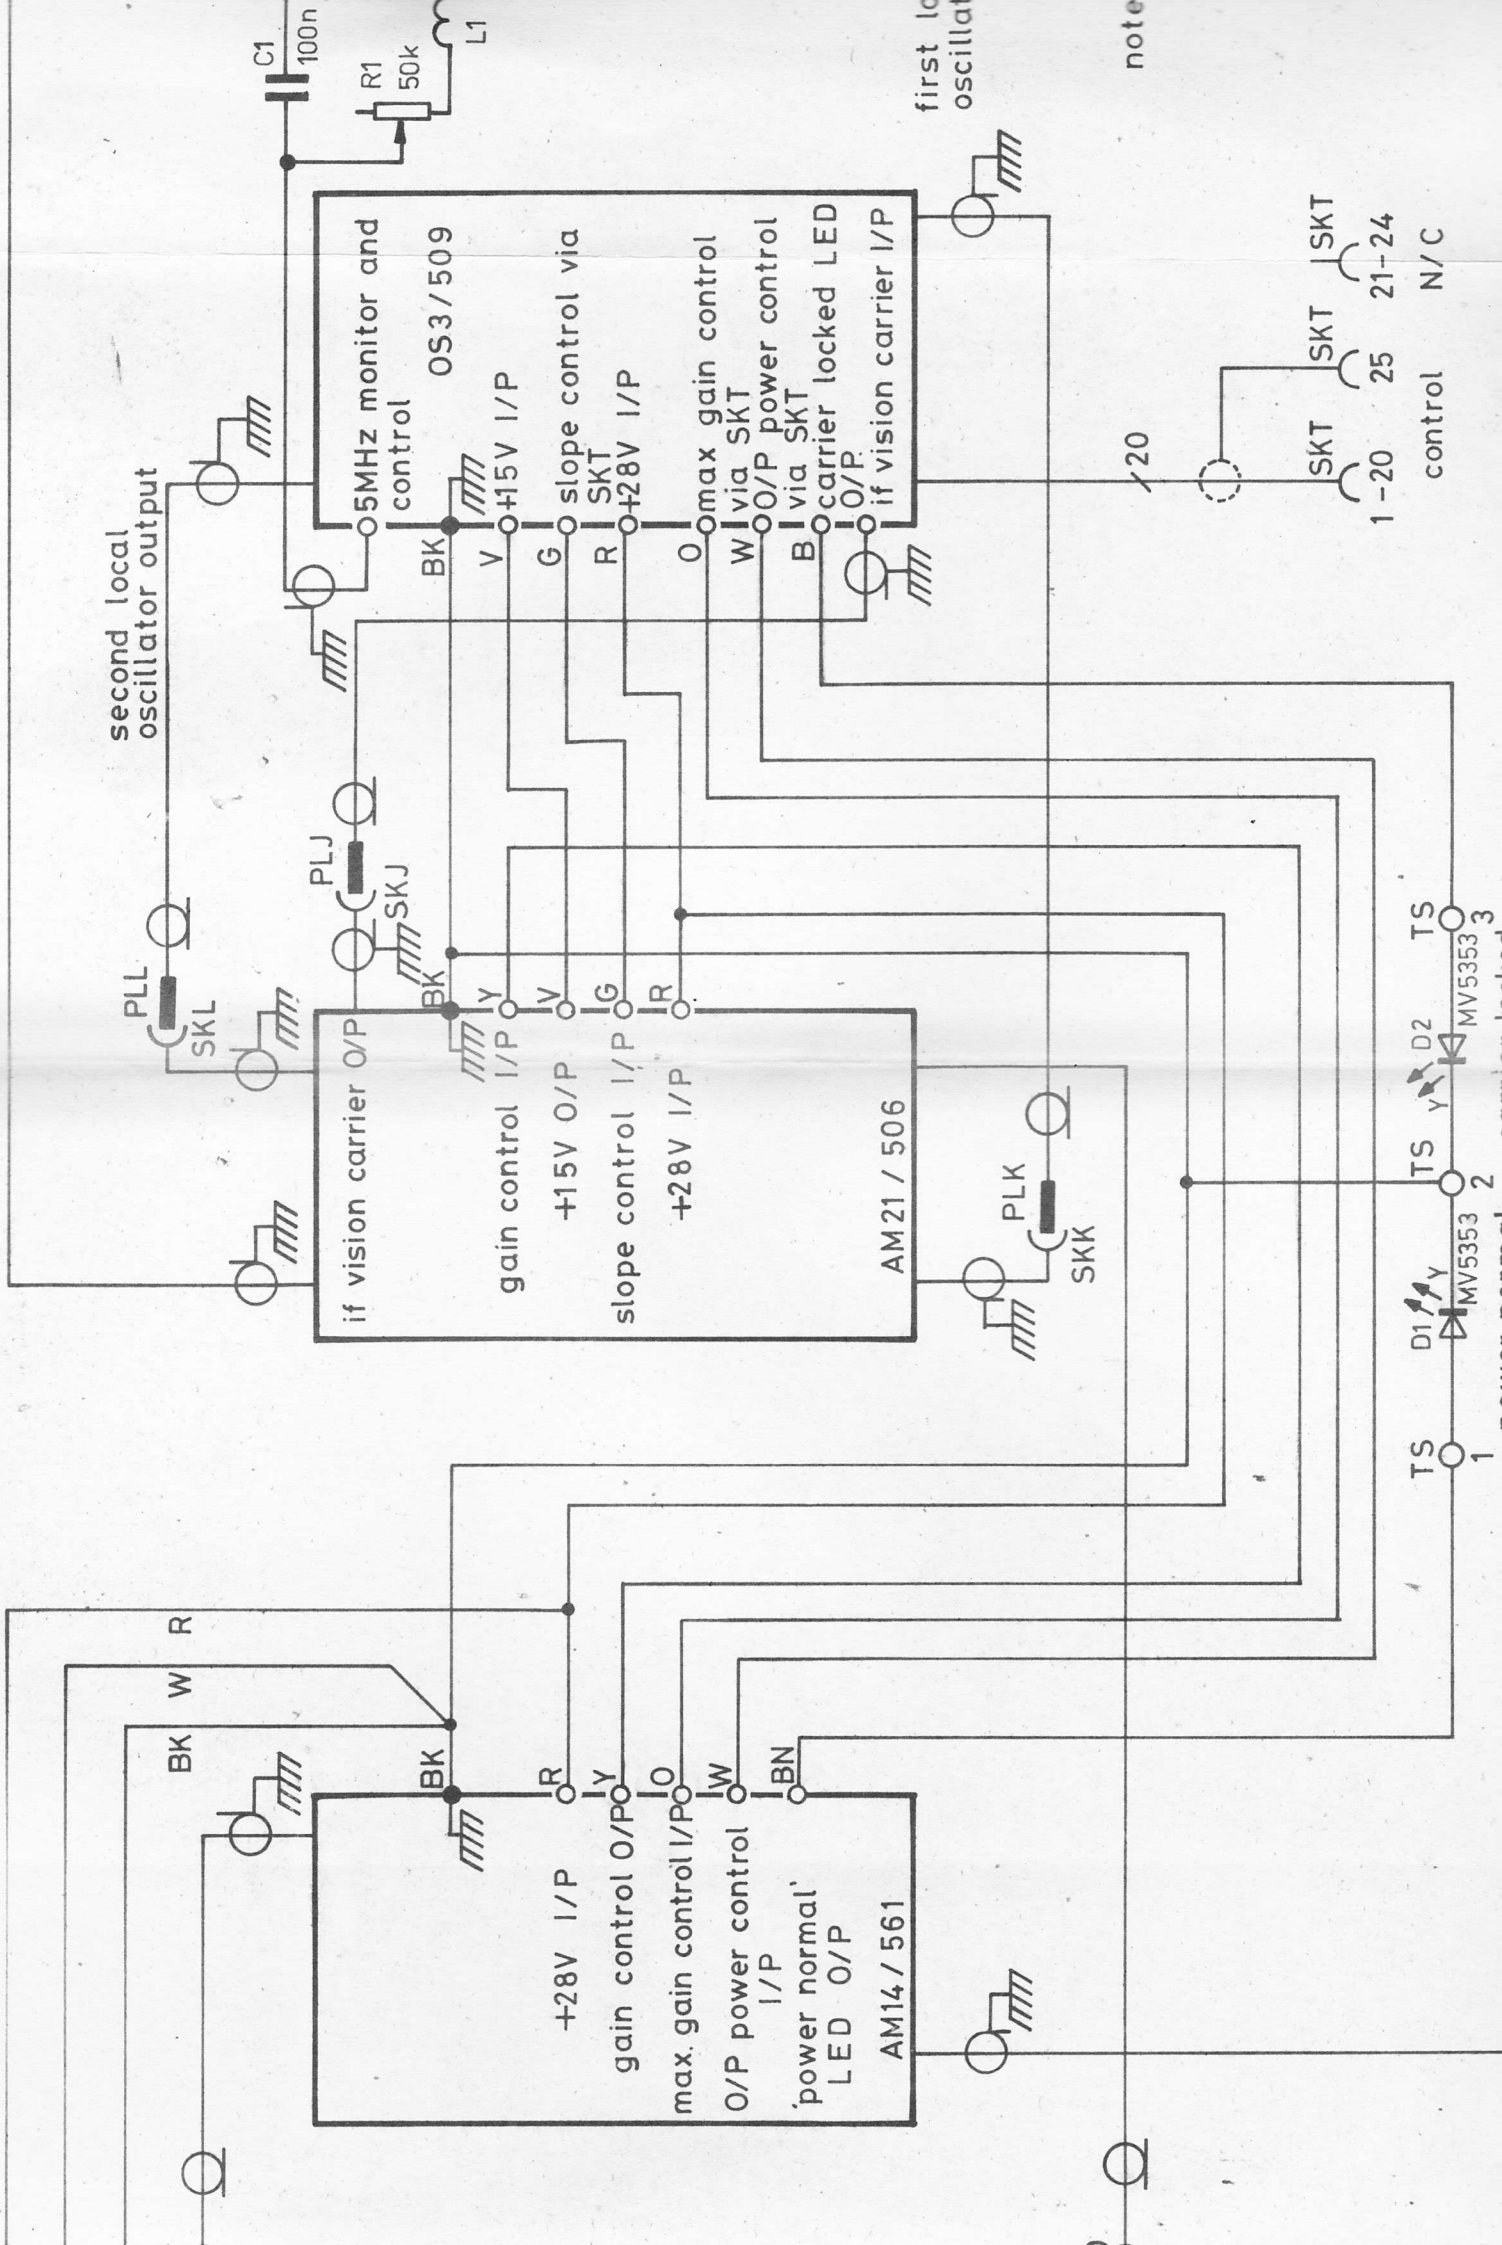 C1
100n
R1
50k
L1
first
note
second local
oscillator output
5MHz monitor and
control
OS3/509
+15V I/P
slope control via
SKT
+28V I/P
max gain control
via SKT
O/P power control
via SKT
carrier locked LED
O/P
if vision carrier I/P
BK
V
G
R
O
W
B
SKT
1-20
SKT
25
SKT
21-24
N/C
control
20
PLL
SKL
PLJ
SKJ
BK
Y
V
G
R
if vision carrier O/P
gain control I/P
+15V O/P
slope control I/P
+28V I/P
AM21/506
PLK
SKK
TS
3
MV5353
D2
Y
TS
2
MV5353
D1
Y
TS
1
R
W
BK
BK
R
Y
O
W
BN
+28V I/P
gain control O/P
max. gain control I/P
O/P power control
I/P
'power normal'
LED O/P
AM14/561